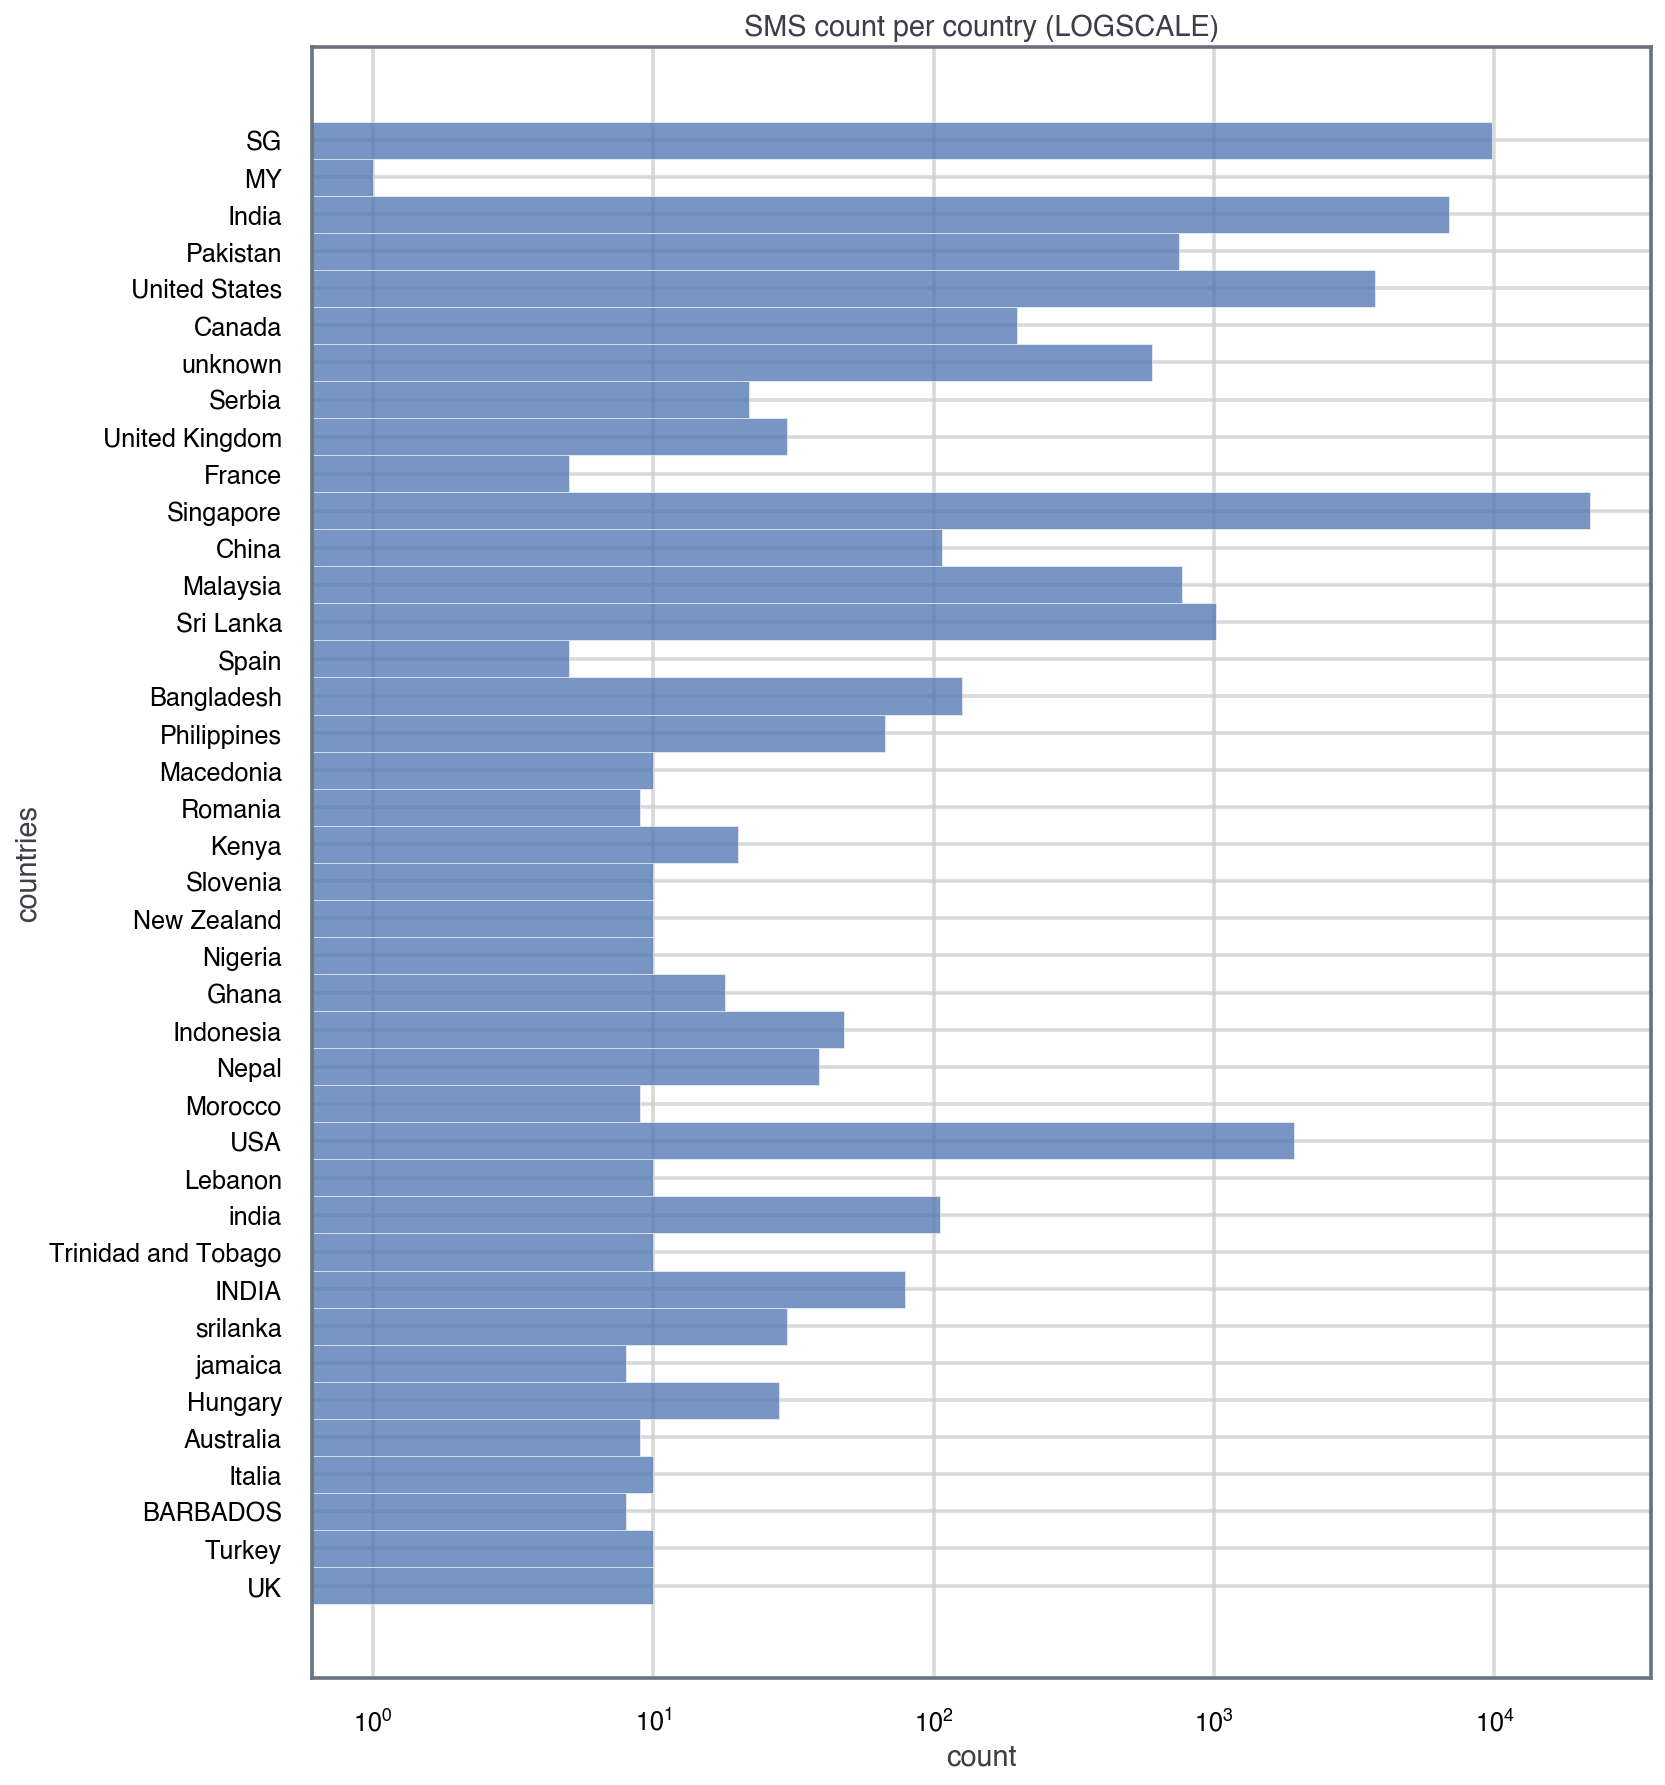 SMS count per country (LOGSCALE)
SG
MY
India
Pakistan
United States
Canada
unknown
Serbia
United Kingdom
France
Singapore
China
Malaysia
Sri Lanka
Spain
Bangladesh
Philippines
Macedonia
Romania
Kenya
Slovenia
New Zealand
Nigeria
Ghana
Indonesia
Nepal
Morocco
USA
Lebanon
india
Trinidad and Tobago
INDIA
srilanka
jamaica
Hungary
Australia
Italia
BARBADOS
Turkey
UK
countries
10⁰ 10¹ 10² 10³ 10⁴
count